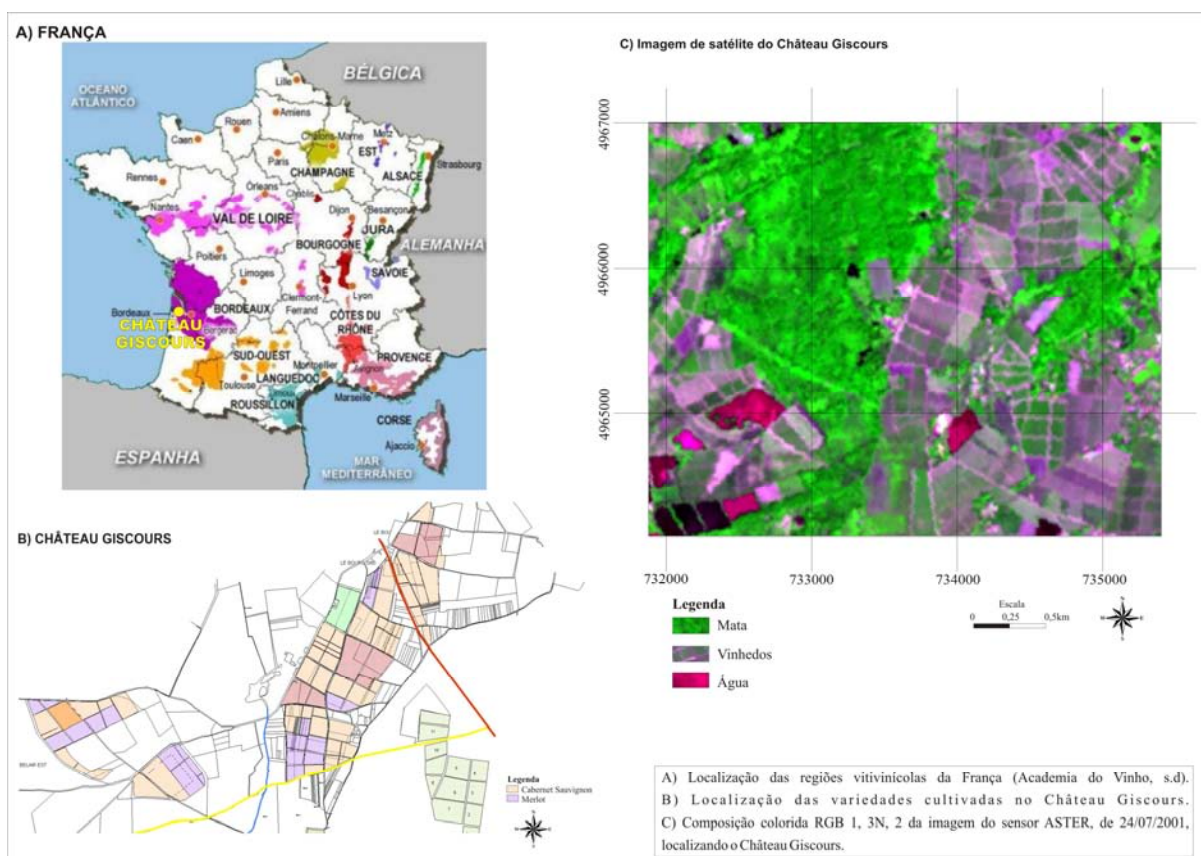 A) FRANÇA
BÉLGICA
OCEANO
ATLÂNTICO
Lille
Amiens
Rouen
Caen
Châlons-Marne
Metz
EST
Paris
Strasbourg
CHAMPAGNE
ALSACE
Rennes
Órleans
Chablis
Nantes
VAL DE LOIRE
Dijon
Besançon
JURA
BOURGOGNE
ALEMANHA
Poitiers
Limoges
SAVOIE
Lyon
Clermont-
Ferrand
BORDEAUX
Bordeaux
CHÂTEAU
GISCOURS
Bergerac
CÔTES DU
RHÔNE
SUD-OUEST
PROVENCE
Montpellier
Avignon
Toulouse
LANGUEDOC
Limoux
Marseille
ROUSSILLON
CORSE
Ajaccio
ESPANHA
MAR
MEDITERRÂNEO
B) CHÂTEAU GISCOURS
Legenda
Cabernet Sauvignon
Merlot
C) Imagem de satélite do Château Giscours
4967000
4966000
4965000
732000
733000
734000
735000
Legenda
Mata
Vinhedos
Água
Escala
0
0,25
0,5km
A) Localização das regiões vitivinícolas da França (Academia do Vinho, s.d).
B) Localização das variedades cultivadas no Château Giscours.
C) Composição colorida RGB 1, 3N, 2 da imagem do sensor ASTER, de 24/07/2001,
localizando o Château Giscours.